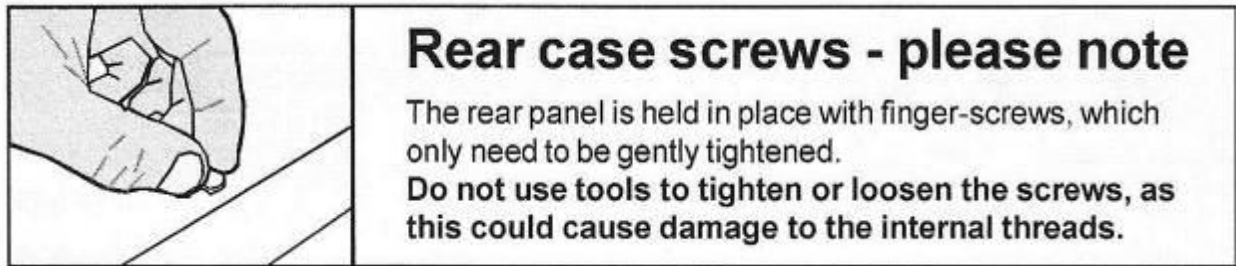 Rear case screws - please note
The rear panel is held in place with finger-screws, which
only need to be gently tightened.
Do not use tools to tighten or loosen the screws, as
this could cause damage to the internal threads.